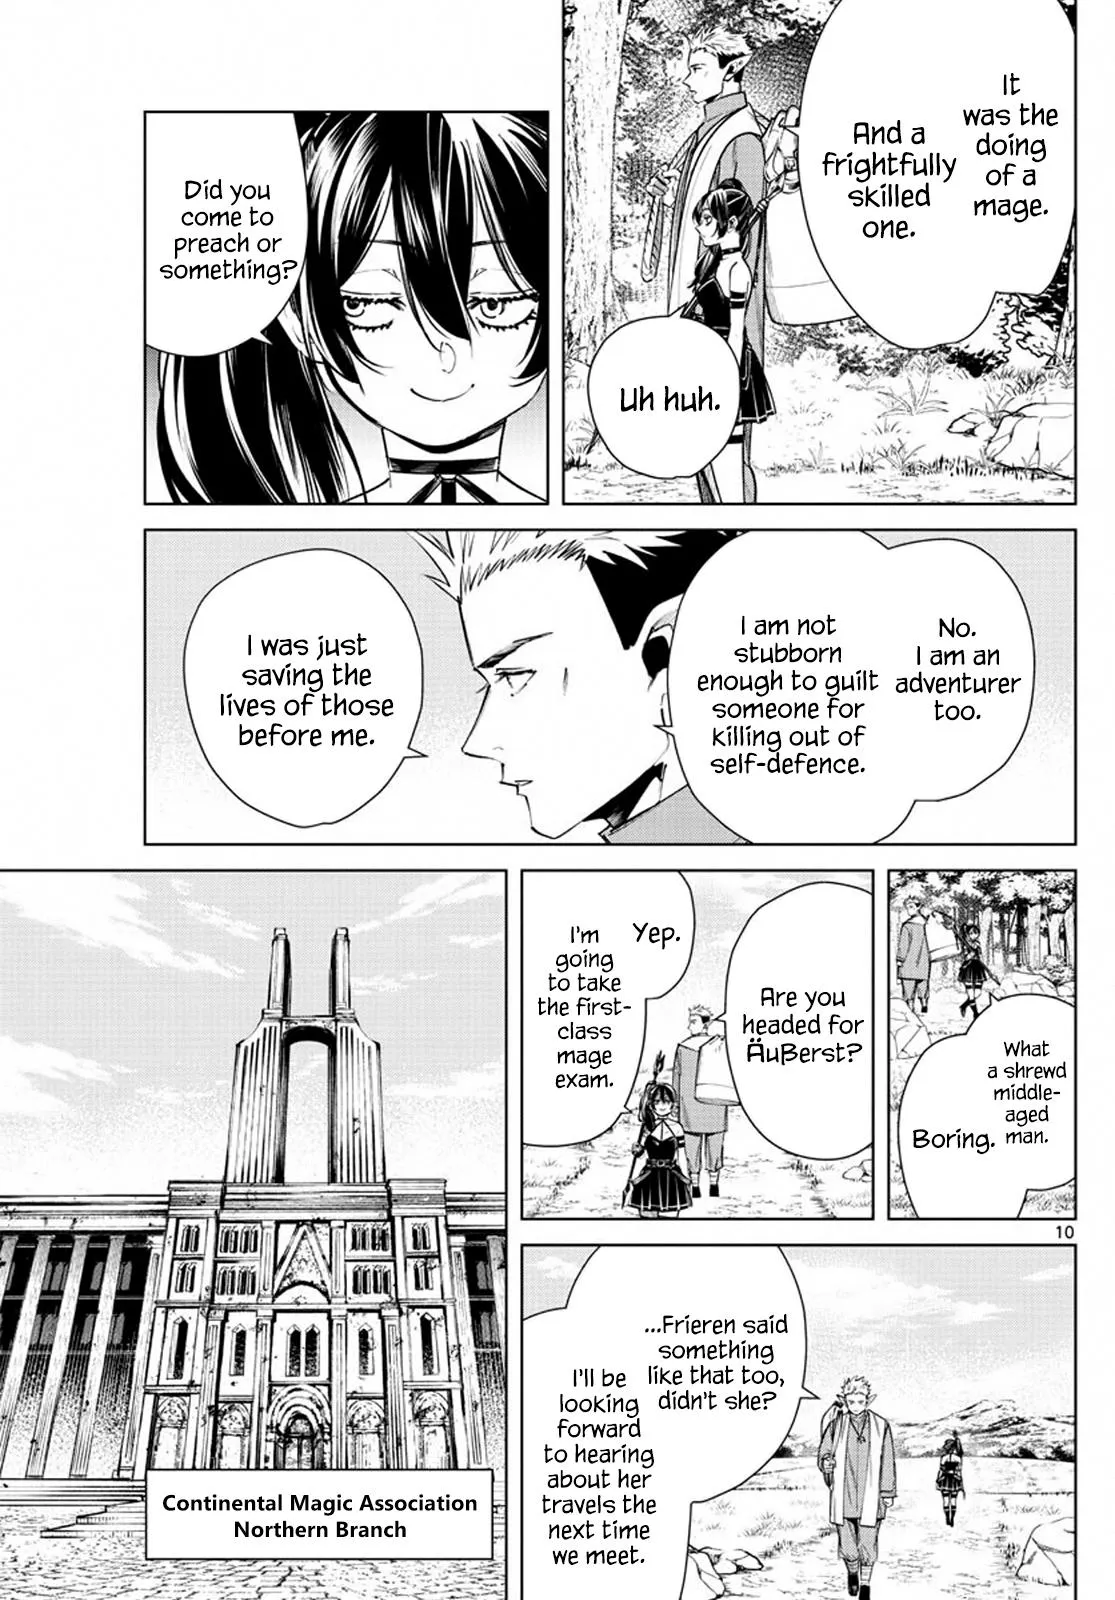 It
was the
doing
of a
mage.
And a
frightfully
skilled
one.
Uh huh.
Did you
come to
preach or
something?
No.
I am an
adventurer
too.
I am not
stubborn
enough to guilt
someone for
killing out of
self-defence.
I was just
saving the
lives of those
before me.
What
a shrewd
middle-
aged
man.
Boring.
Are you
headed for
Äußerst?
Yep.
I'm
going
to take
the first-
class
mage
exam.
10
Continental Magic Association
Northern Branch
...Frieren said
something
like that too,
didn't she?
I'll be
looking
forward
to hearing
about her
travels the
next time
we meet.